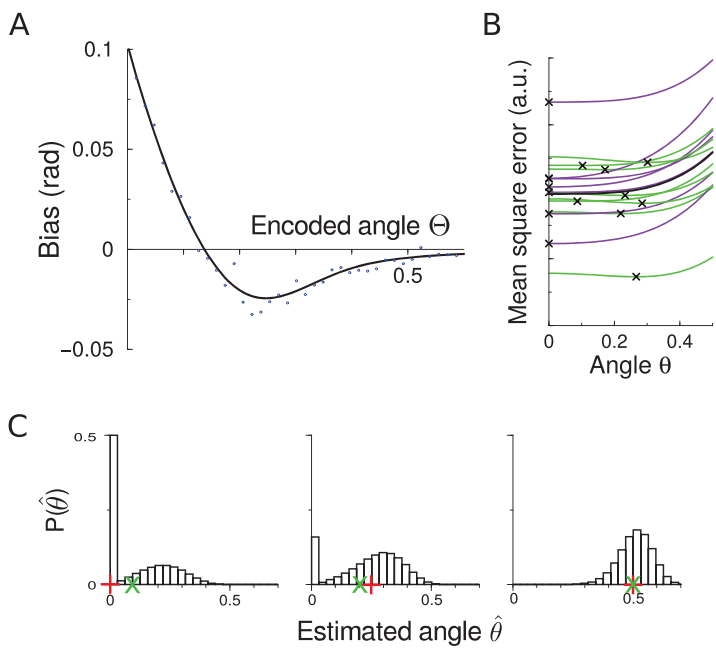 A
B
0.1
0.05
0
−0.05
Bias (rad)
Encoded angle Θ
0.5
Mean square error (a.u.)
0
0.2
0.4
Angle θ
C
0.5
P(θ̂)
0
0
0.5
0
0.5
0
0.5
Estimated angle θ̂